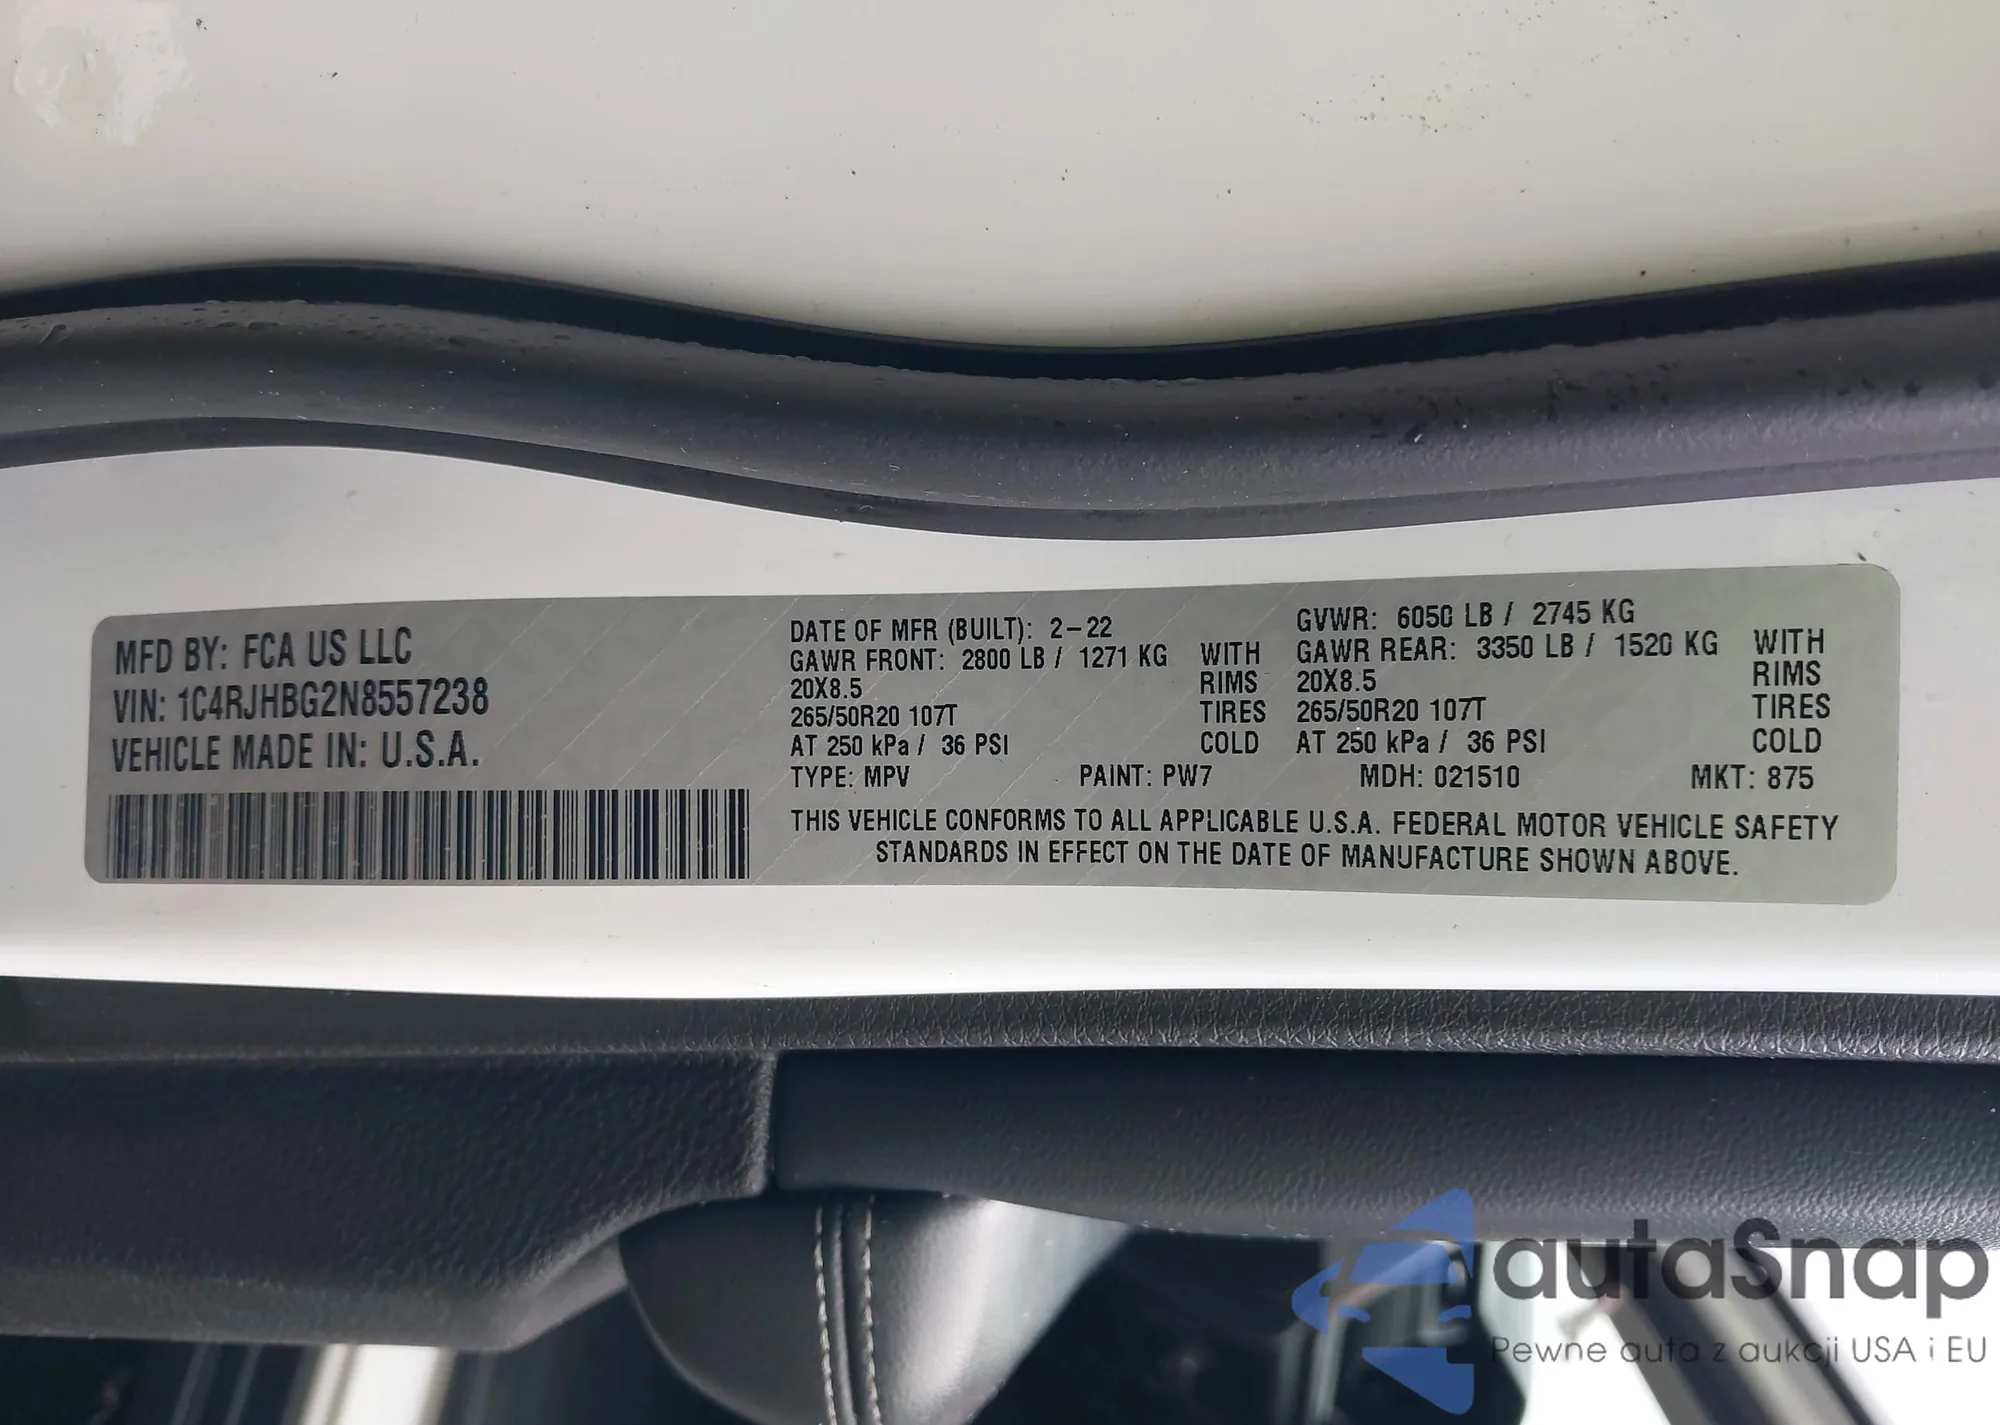 MFD BY: FCA US LLC
VIN: 1C4RJHBG2N8557238
VEHICLE MADE IN: U.S.A.
DATE OF MFR (BUILT): 2-22
GAWR FRONT: 2800 LB / 1271 KG WITH
20X8.5 RIMS
265/50R20 107T TIRES
AT 250 kPa / 36 PSI COLD
GVWR: 6050 LB / 2745 KG
GAWR REAR: 3350 LB / 1520 KG WITH
20X8.5 RIMS
265/50R20 107T TIRES
AT 250 kPa / 36 PSI COLD
TYPE: MPV PAINT: PW7 MDH: 021510 MKT: 875
THIS VEHICLE CONFORMS TO ALL APPLICABLE U.S.A. FEDERAL MOTOR VEHICLE SAFETY
STANDARDS IN EFFECT ON THE DATE OF MANUFACTURE SHOWN ABOVE.
autaSnap
Pewne auta z aukcji USA i EU